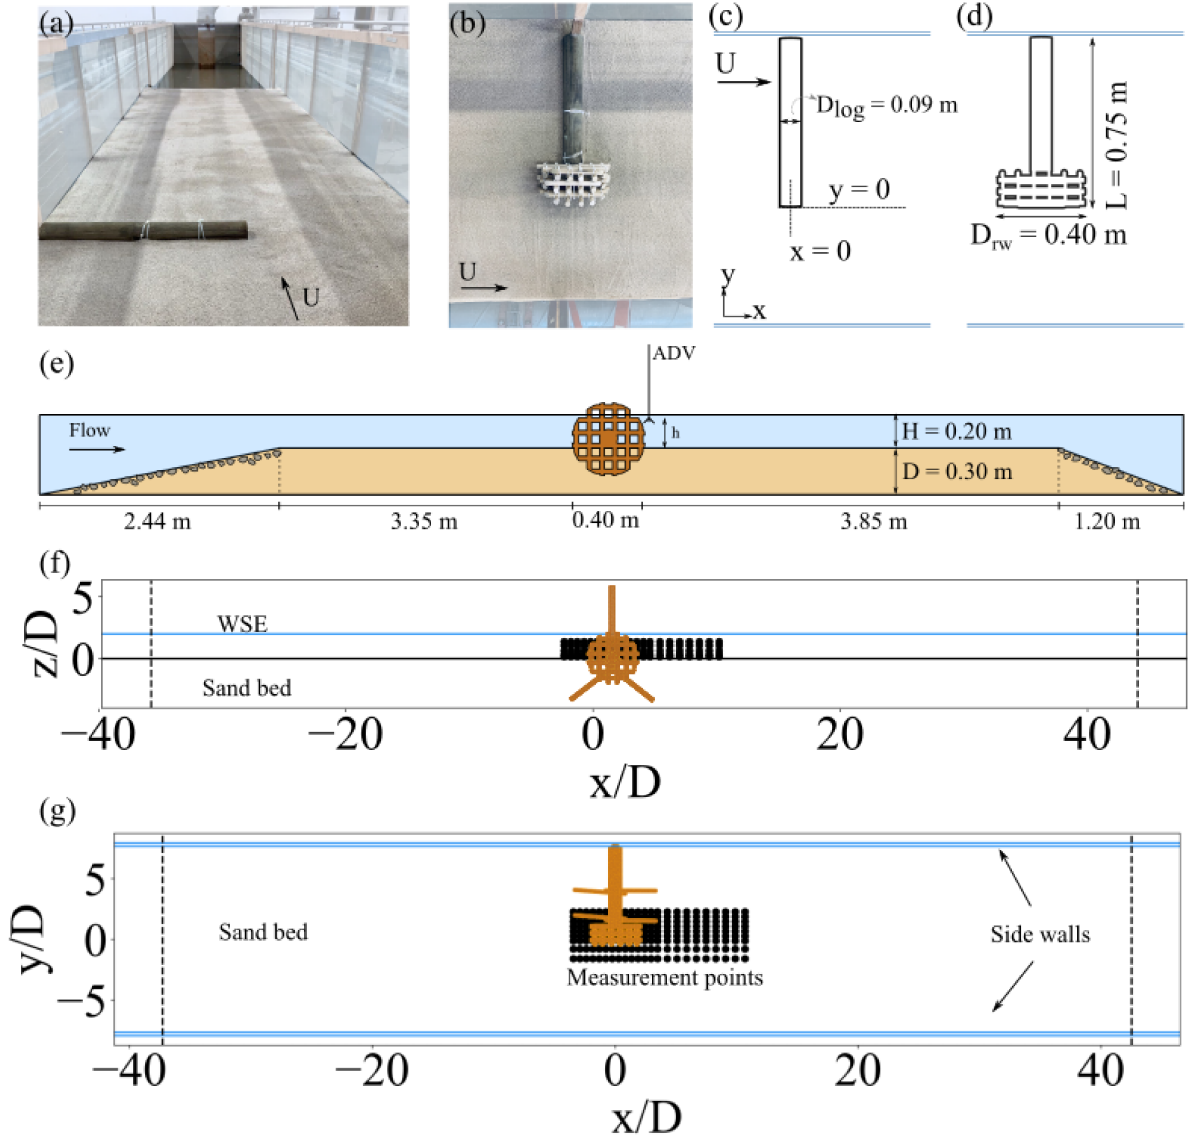 (a)
U
(b)
U
(c)
U
D_log = 0.09 m
y = 0
x = 0
y
x
(d)
L = 0.75 m
D_rw = 0.40 m
(e)
ADV
Flow
h
H = 0.20 m
D = 0.30 m
2.44 m
3.35 m
0.40 m
3.85 m
1.20 m
(f)
z/D
5
0
WSE
Sand bed
−40
−20
0
20
40
x/D
(g)
y/D
5
0
−5
Sand bed
Measurement points
Side walls
−40
−20
0
20
40
x/D